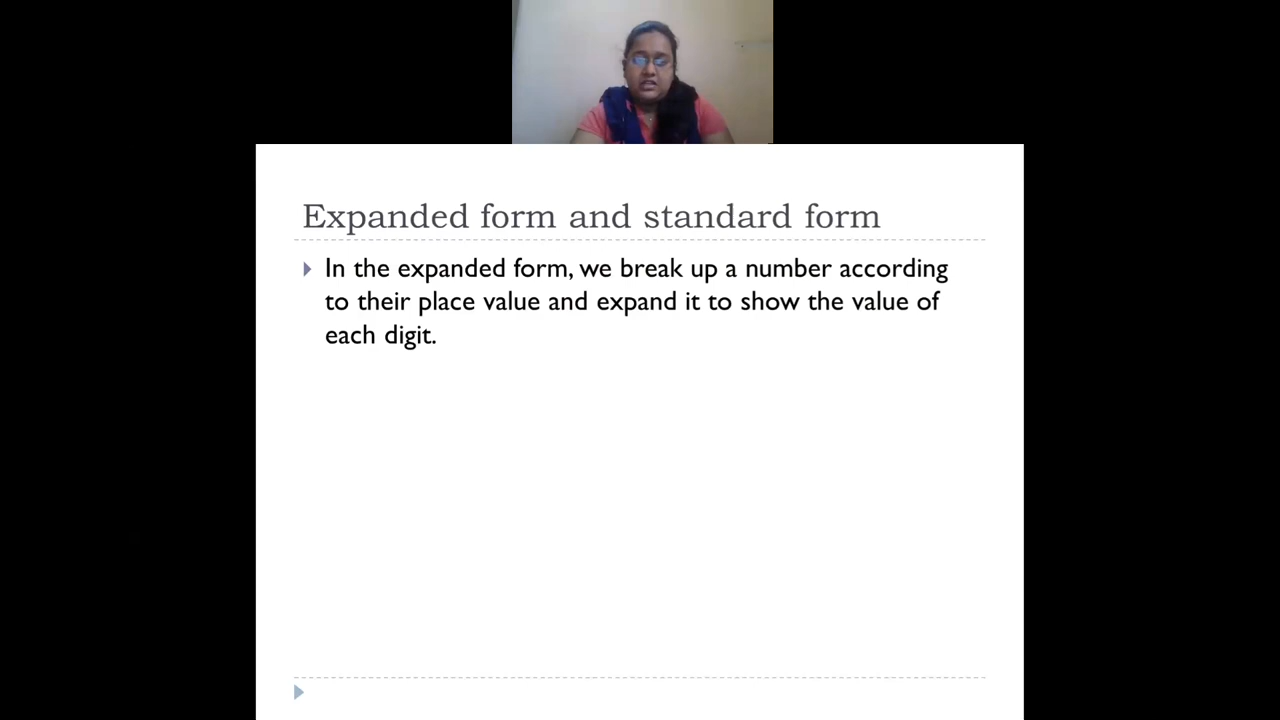 Expanded form and standard form
In the expanded form, we break up a number according
to their place value and expand it to show the value of
each digit.